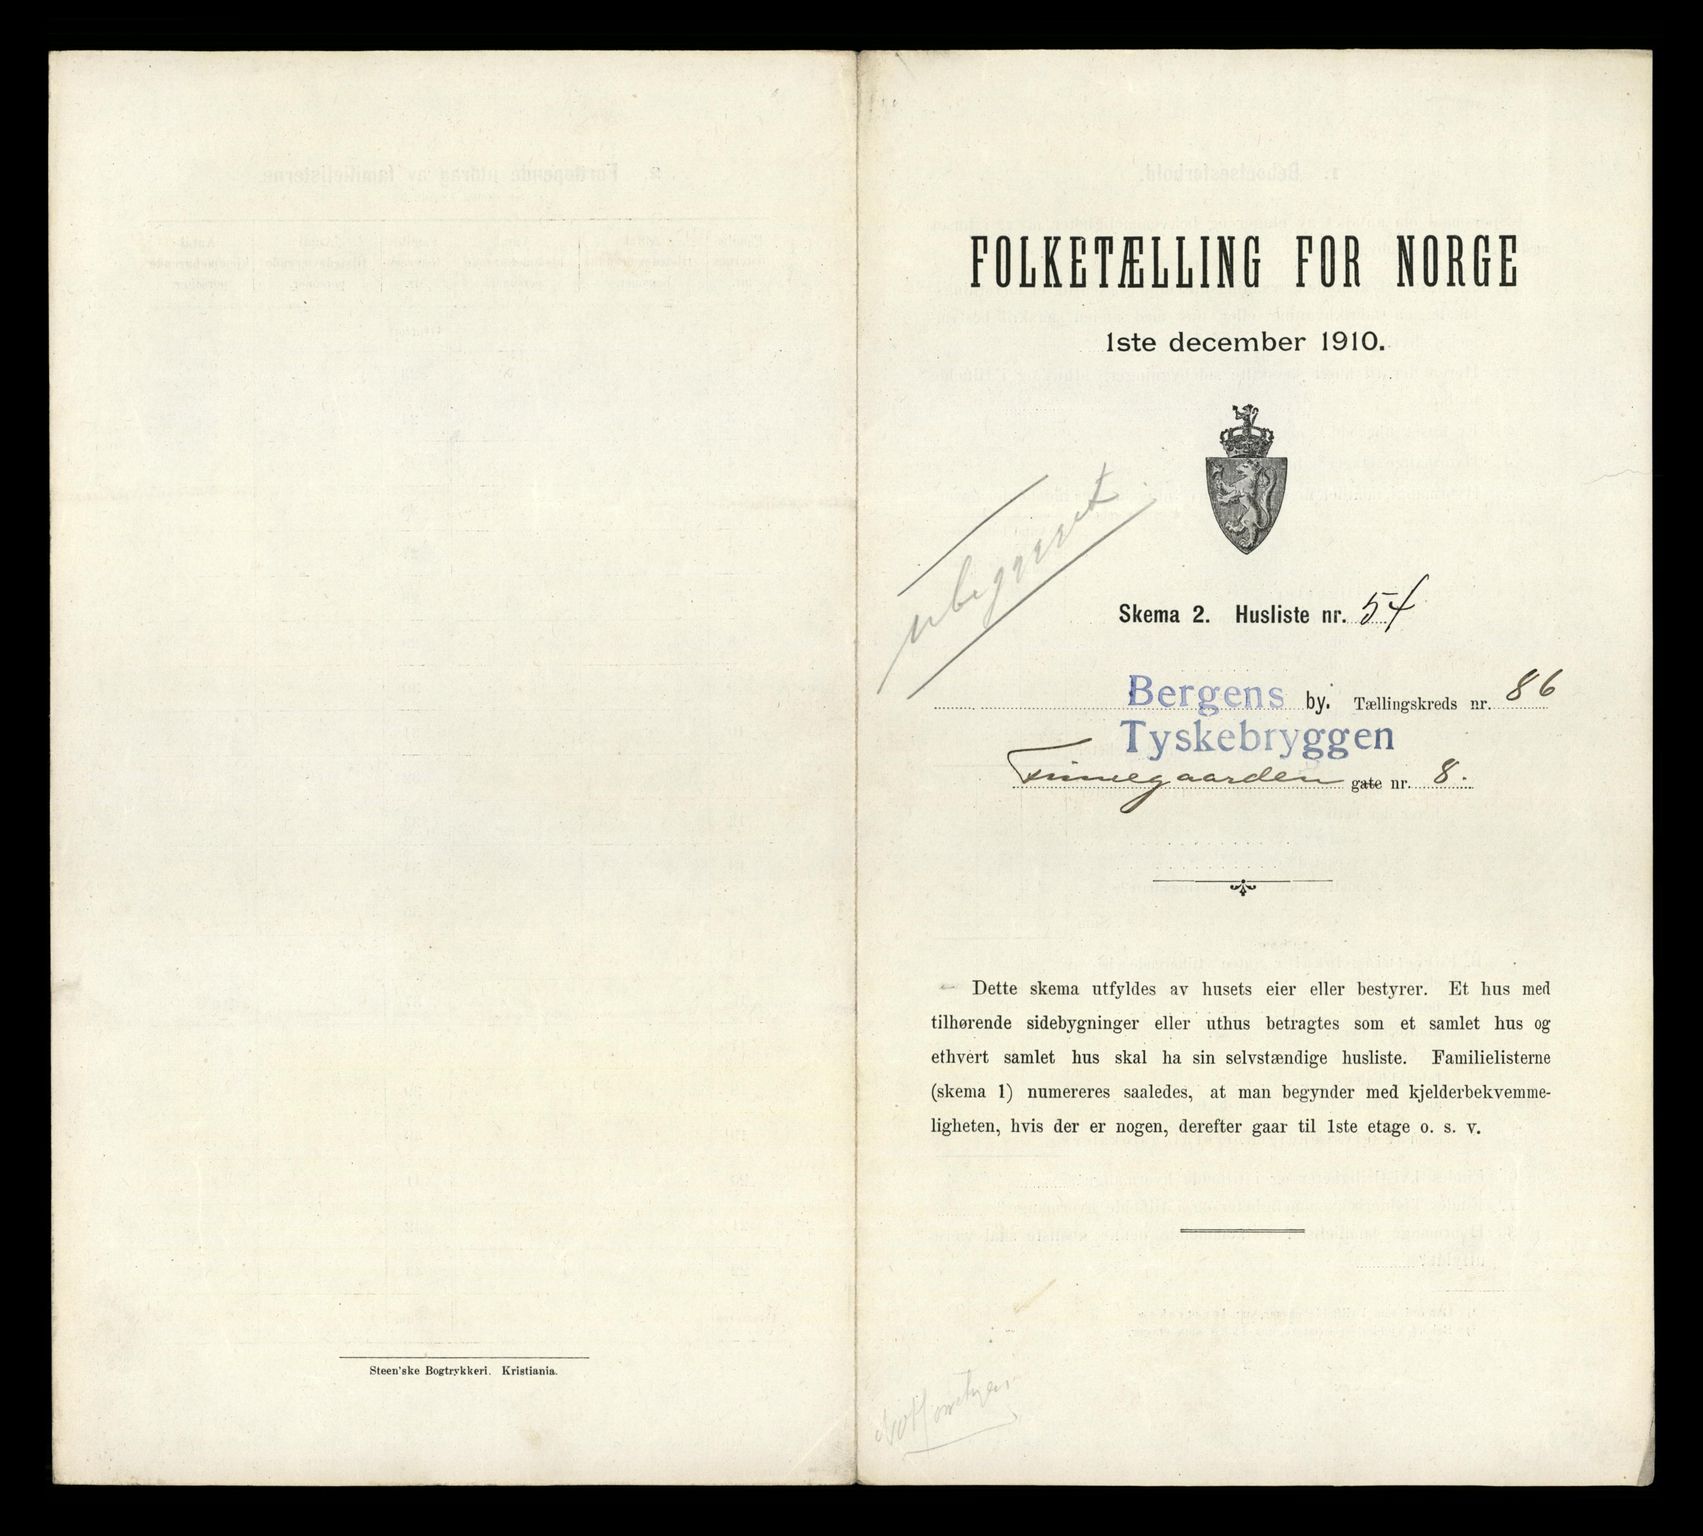 FOLKETÆLLING FOR NORGE
1ste december 1910.
ubygget
Skema 2. Husliste nr. 54
Bergens by. Tællingskreds nr. 86
Tyskebryggen
Finnegaarden gate nr. 8.
Dette skema utfyldes av husets eier eller bestyrer. Et hus med
tilhørende sidebygninger eller uthus betragtes som et samlet hus og
ethvert samlet hus skal ha sin selvstændige husliste. Familielisterne
(skema 1) numereres saaledes, at man begynder med kjelderbekvemme-
ligheten, hvis der er nogen, derefter gaar til 1ste etage o. s. v.
Steen'ske Bogtrykkeri. Kristiania.